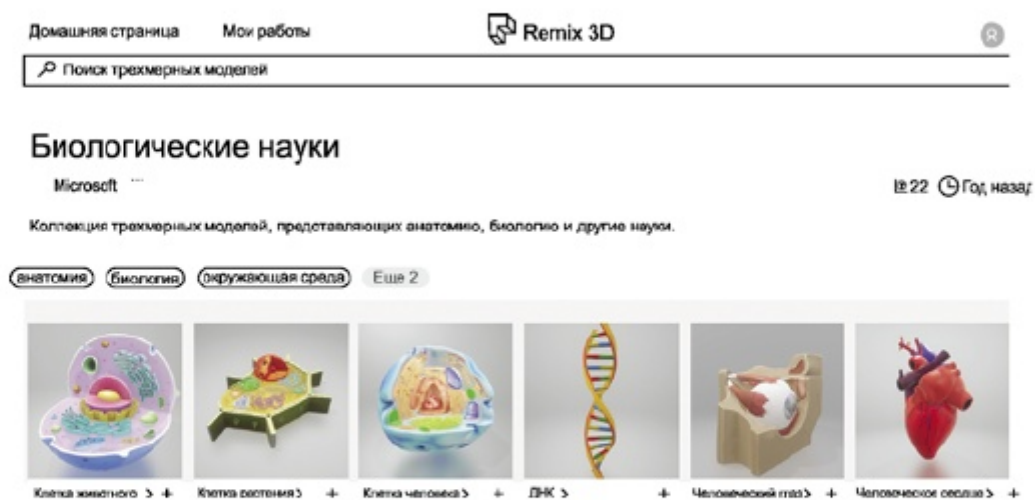 Домашняя страница Мои работы Remix 3D
Поиск трехмерных моделей
Биологические науки
Microsoft ... 22 Год назад
Коллекция трехмерных моделей, представляющих анатомию, биологию и другие науки.
анатомия биология окружающая среда Еще 2
Клетка животного > + Клетка растения > + Клетка человека > + ДНК > + Человеческий глаз > + Человеческое сердце > +